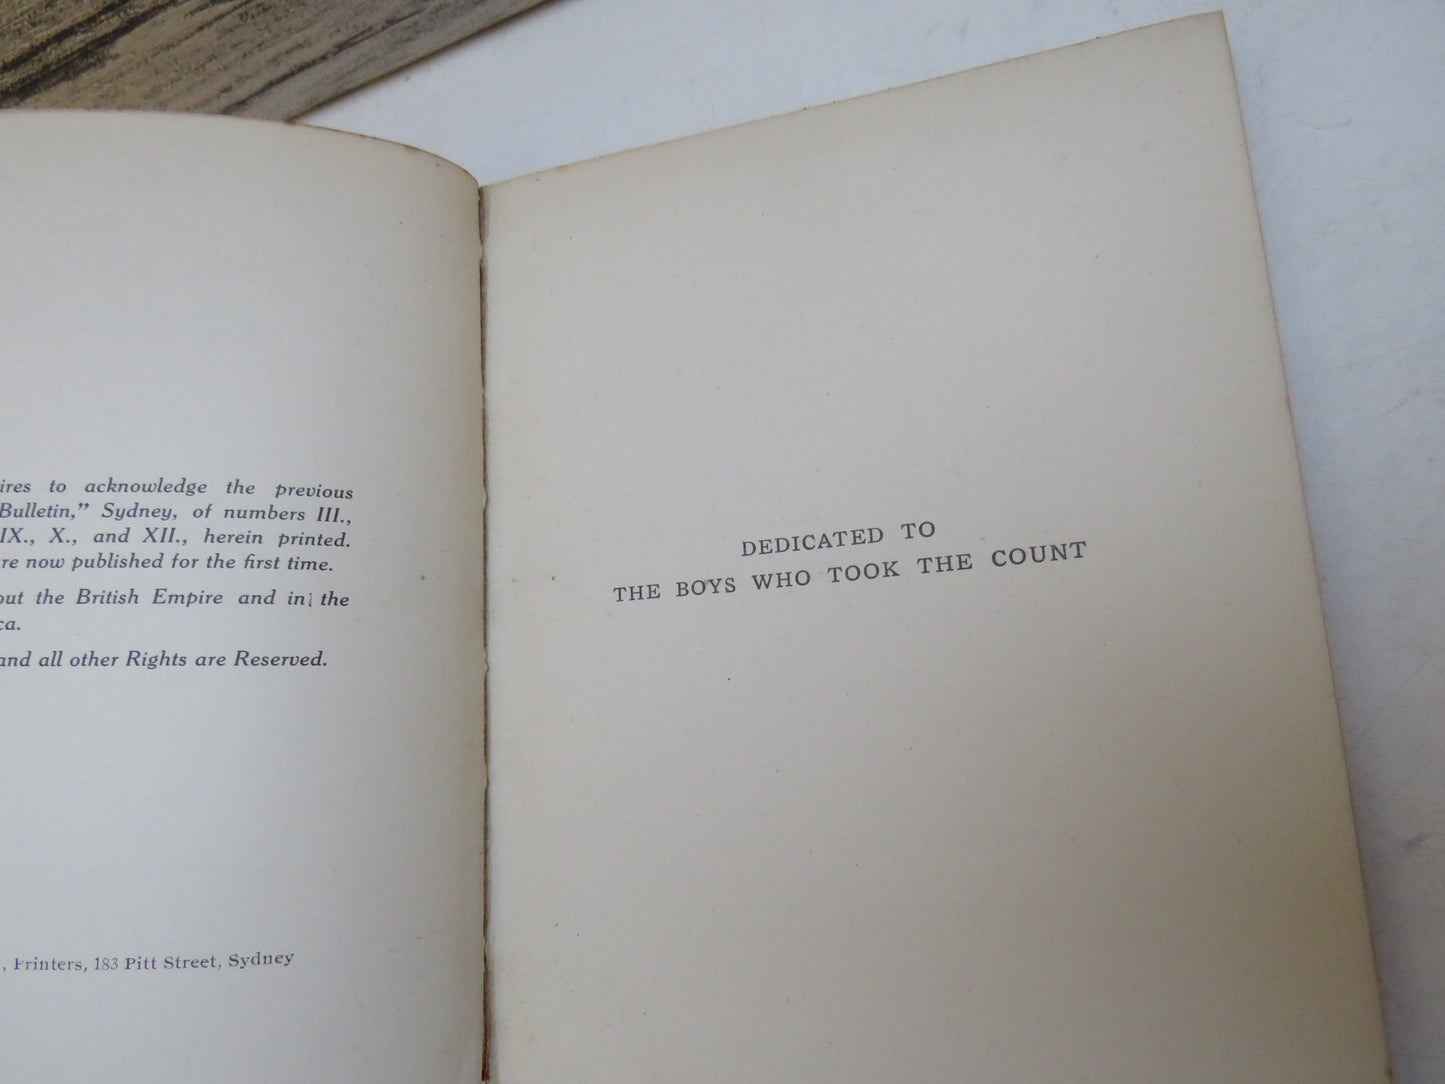 ires to acknowledge the previous
Bulletin," Sydney, of numbers III.,
IX., X., and XII., herein printed.
re now published for the first time.
out the British Empire and in the
ca.
and all other Rights are Reserved.
, Printers, 183 Pitt Street, Sydney
DEDICATED TO
THE BOYS WHO TOOK THE COUNT